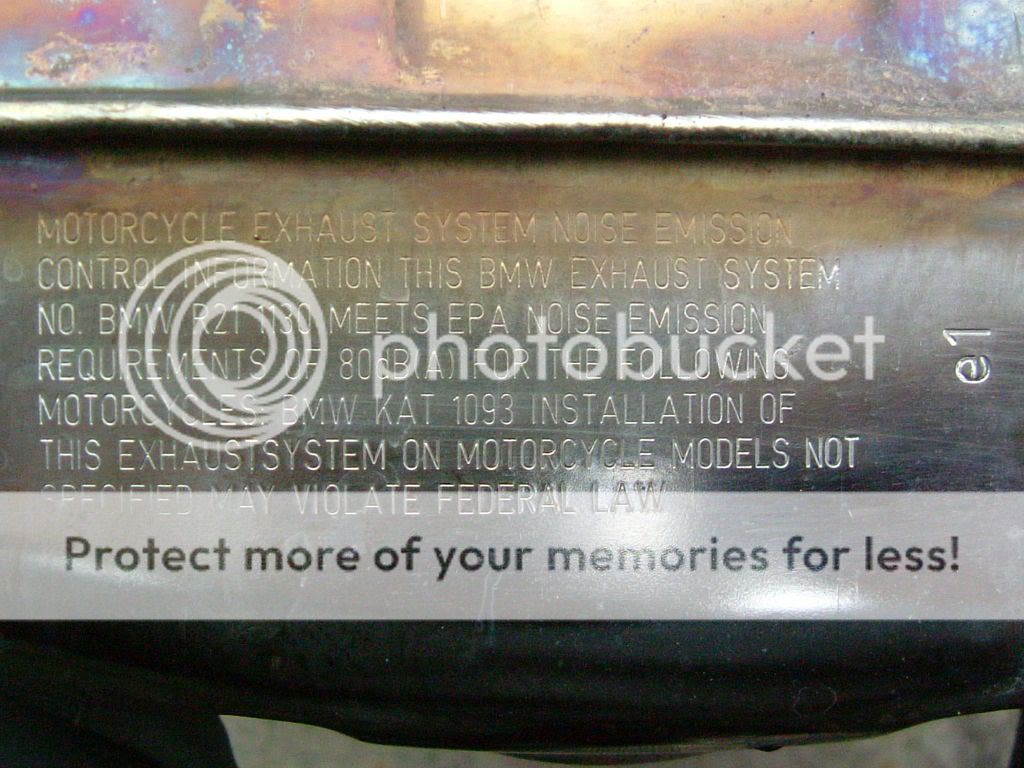 MOTORCYCLE EXHAUST SYSTEM NOISE EMISSION
CONTROL INFORMATION THIS BMW EXHAUST SYSTEM
NO. BMW R21 1130 MEETS EPA NOISE EMISSION
REQUIREMENTS OF 80dB(A) FOR THE FOLLOWING
MOTORCYCLES: BMW KAT 1093 INSTALLATION OF
THIS EXHAUSTSYSTEM ON MOTORCYCLE MODELS NOT
SPECIFIED MAY VIOLATE FEDERAL LAW
e1
photobucket
Protect more of your memories for less!